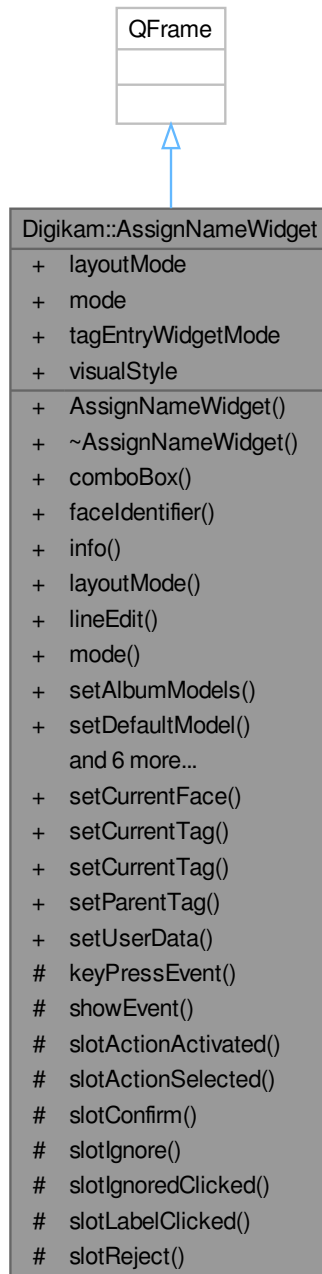 QFrame
Digikam::AssignNameWidget
+ layoutMode
+ mode
+ tagEntryWidgetMode
+ visualStyle
+ AssignNameWidget()
+ ~AssignNameWidget()
+ comboBox()
+ faceIdentifier()
+ info()
+ layoutMode()
+ lineEdit()
+ mode()
+ setAlbumModels()
+ setDefaultModel()
and 6 more...
+ setCurrentFace()
+ setCurrentTag()
+ setCurrentTag()
+ setParentTag()
+ setUserData()
# keyPressEvent()
# showEvent()
# slotActionActivated()
# slotActionSelected()
# slotConfirm()
# slotIgnore()
# slotIgnoredClicked()
# slotLabelClicked()
# slotReject()